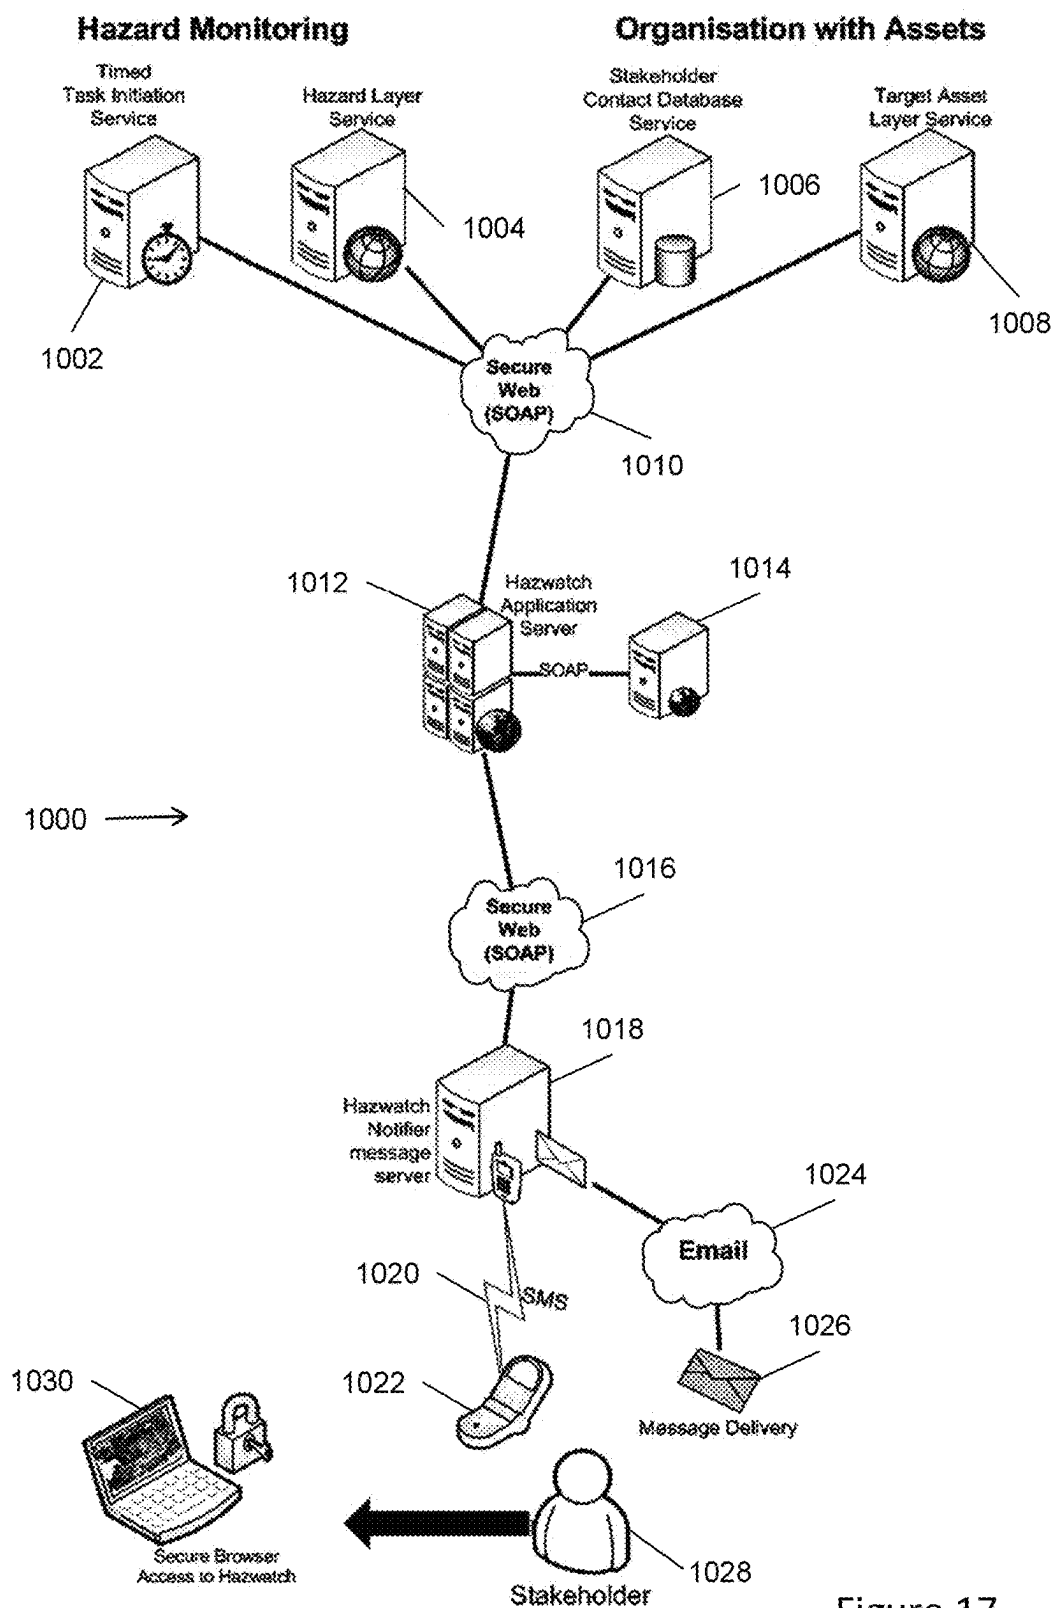 Hazard Monitoring
Organisation with Assets
Timed
Task Initiation
Service
Hazard Layer
Service
Stakeholder
Contact Database
Service
Target Asset
Layer Service
1002
1004
1006
1008
Secure
Web
(SOAP)
1010
1012
Hazwatch
Application
Server
1014
SOAP
1000
1016
Secure
Web
(SOAP)
1018
Hazwatch
Notifier
message
server
1024
Email
1020
SMS
1026
1022
Message Delivery
1030
Secure Browser
Access to Hazwatch
1028
Stakeholder
Figure 17